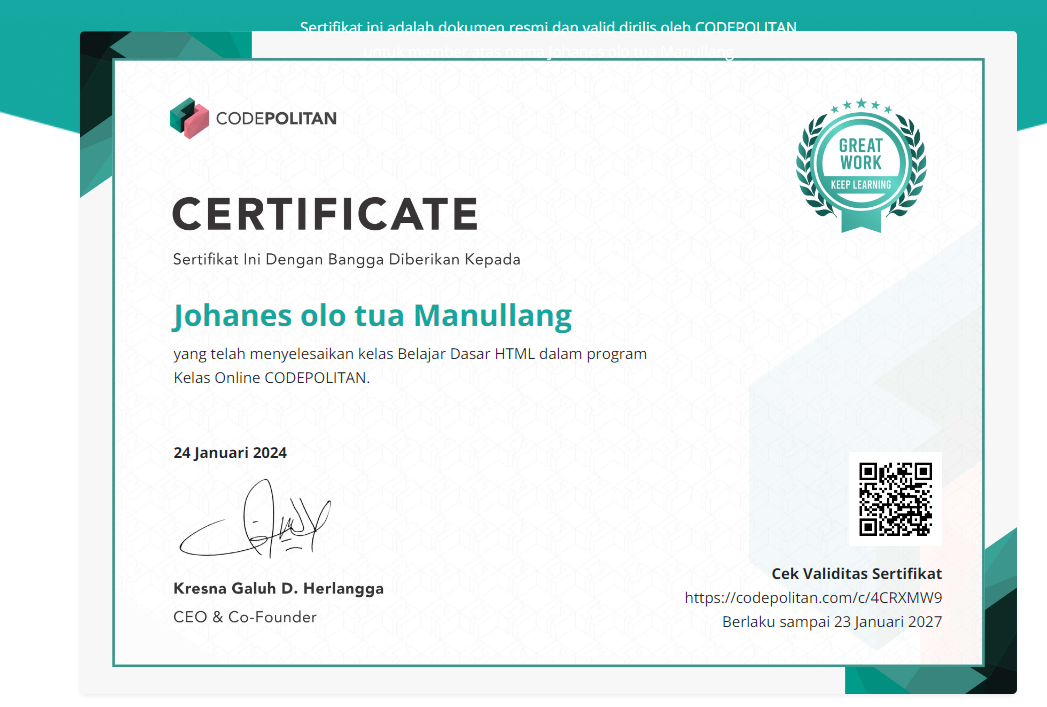 Sertifikat ini adalah dokumen resmi dan valid dirilis oleh CODEPOLITAN
untuk member atas nama Johanes olo tua Manullang
CODEPOLITAN
GREAT
WORK
KEEP LEARNING
CERTIFICATE
Sertifikat Ini Dengan Bangga Diberikan Kepada
Johanes olo tua Manullang
yang telah menyelesaikan kelas Belajar Dasar HTML dalam program
Kelas Online CODEPOLITAN.
24 Januari 2024
Kresna Galuh D. Herlangga
CEO & Co-Founder
Cek Validitas Sertifikat
https://codepolitan.com/c/4CRXMW9
Berlaku sampai 23 Januari 2027